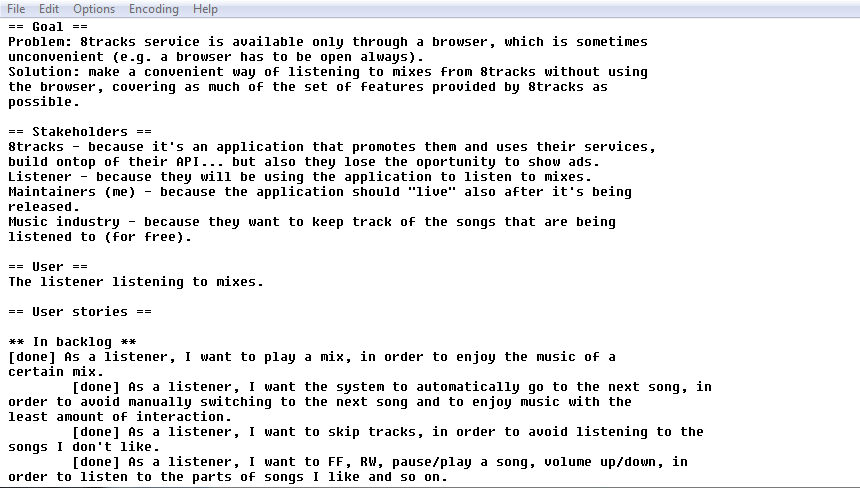 File Edit Options Encoding Help
== Goal ==
Problem: 8tracks service is available only through a browser, which is sometimes
unconvenient (e.g. a browser has to be open always).
Solution: make a convenient way of listening to mixes from 8tracks without using
the browser, covering as much of the set of features provided by 8tracks as
possible.
== Stakeholders ==
8tracks - because it's an application that promotes them and uses their services,
build ontop of their API... but also they lose the oportunity to show ads.
Listener - because they will be using the application to listen to mixes.
Maintainers (me) - because the application should "live" also after it's being
released.
Music industry - because they want to keep track of the songs that are being
listened to (for free).
== User ==
The listener listening to mixes.
== User stories ==
** In backlog **
[done] As a listener, I want to play a mix, in order to enjoy the music of a
certain mix.
[done] As a listener, I want the system to automatically go to the next song, in
order to avoid manually switching to the next song and to enjoy music with the
least amount of interaction.
[done] As a listener, I want to skip tracks, in order to avoid listening to the
songs I don't like.
[done] As a listener, I want to FF, RW, pause/play a song, volume up/down, in
order to listen to the parts of songs I like and so on.